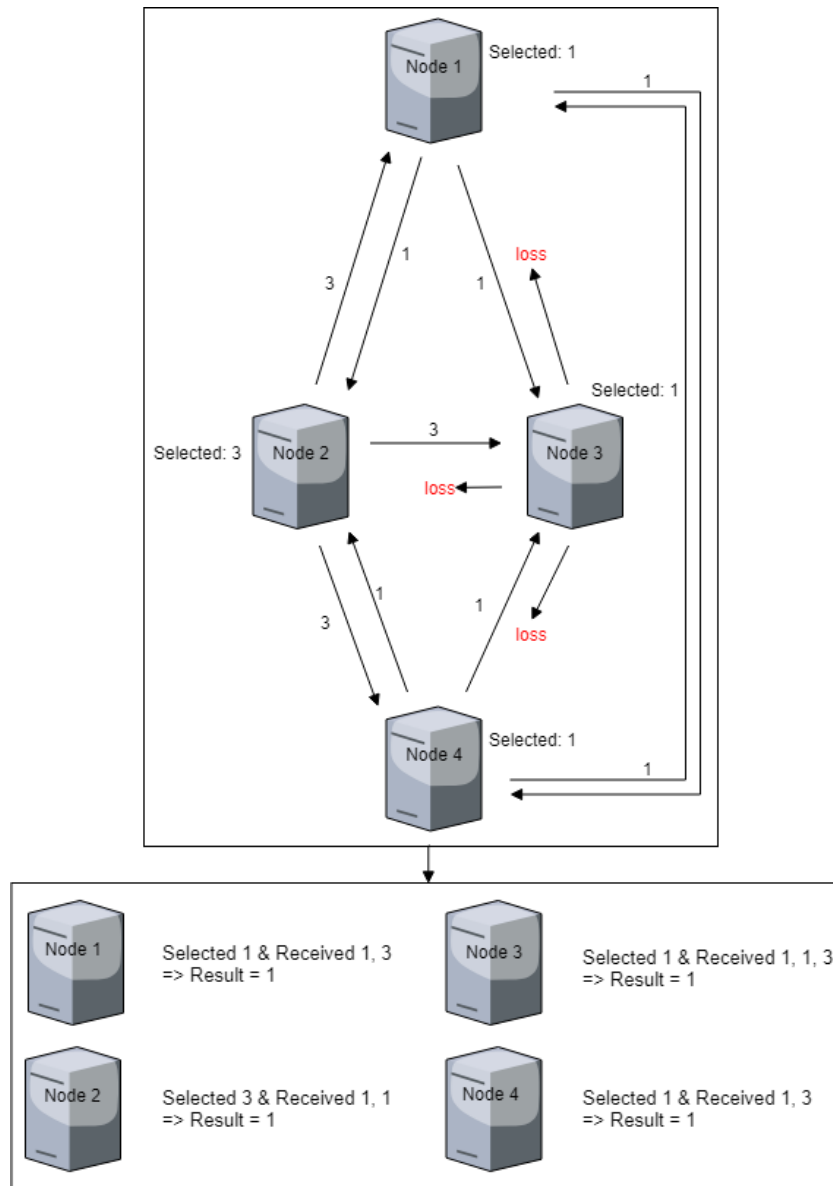 Node 1
Selected: 1
1
loss
1
3
1
Selected: 1
Selected: 3
Node 2
3
Node 3
loss
1
1
3
loss
Node 4
Selected: 1
1
Node 1
Selected 1 & Received 1, 3
=> Result = 1
Node 3
Selected 1 & Received 1, 1, 3
=> Result = 1
Node 2
Selected 3 & Received 1, 1
=> Result = 1
Node 4
Selected 1 & Received 1, 3
=> Result = 1